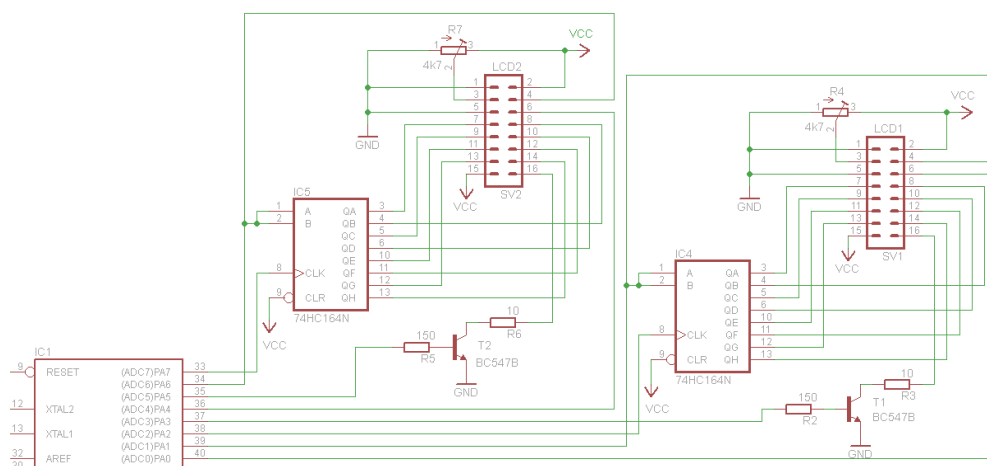 R7
VCC
1 3
4k7 2
LCD2
1 2
3 4
5 6
7 8
9 10
11 12
13 14
15 16
GND
VCC
SV2
R4
VCC
1 3
4k7 2
LCD1
1 2
3 4
5 6
7 8
9 10
11 12
13 14
15 16
GND
VCC
SV1
IC5
1 A QA 3
2 B QB 4
QC 5
QD 6
QE 10
8 CLK QF 11
QG 12
9 CLR QH 13
74HC164N
VCC
IC4
1 A QA 3
2 B QB 4
QC 5
QD 6
QE 10
8 CLK QF 11
QG 12
9 CLR QH 13
74HC164N
VCC
10
R6
150
R5
T2
BC547B
GND
10
R3
150
R2
T1
BC547B
GND
IC1
9 RESET (ADC7)PA7 33
(ADC6)PA6 34
(ADC5)PA5 35
12 XTAL2 (ADC4)PA4 36
(ADC3)PA3 37
13 XTAL1 (ADC2)PA2 38
(ADC1)PA1 39
32 AREF (ADC0)PA0 40
30